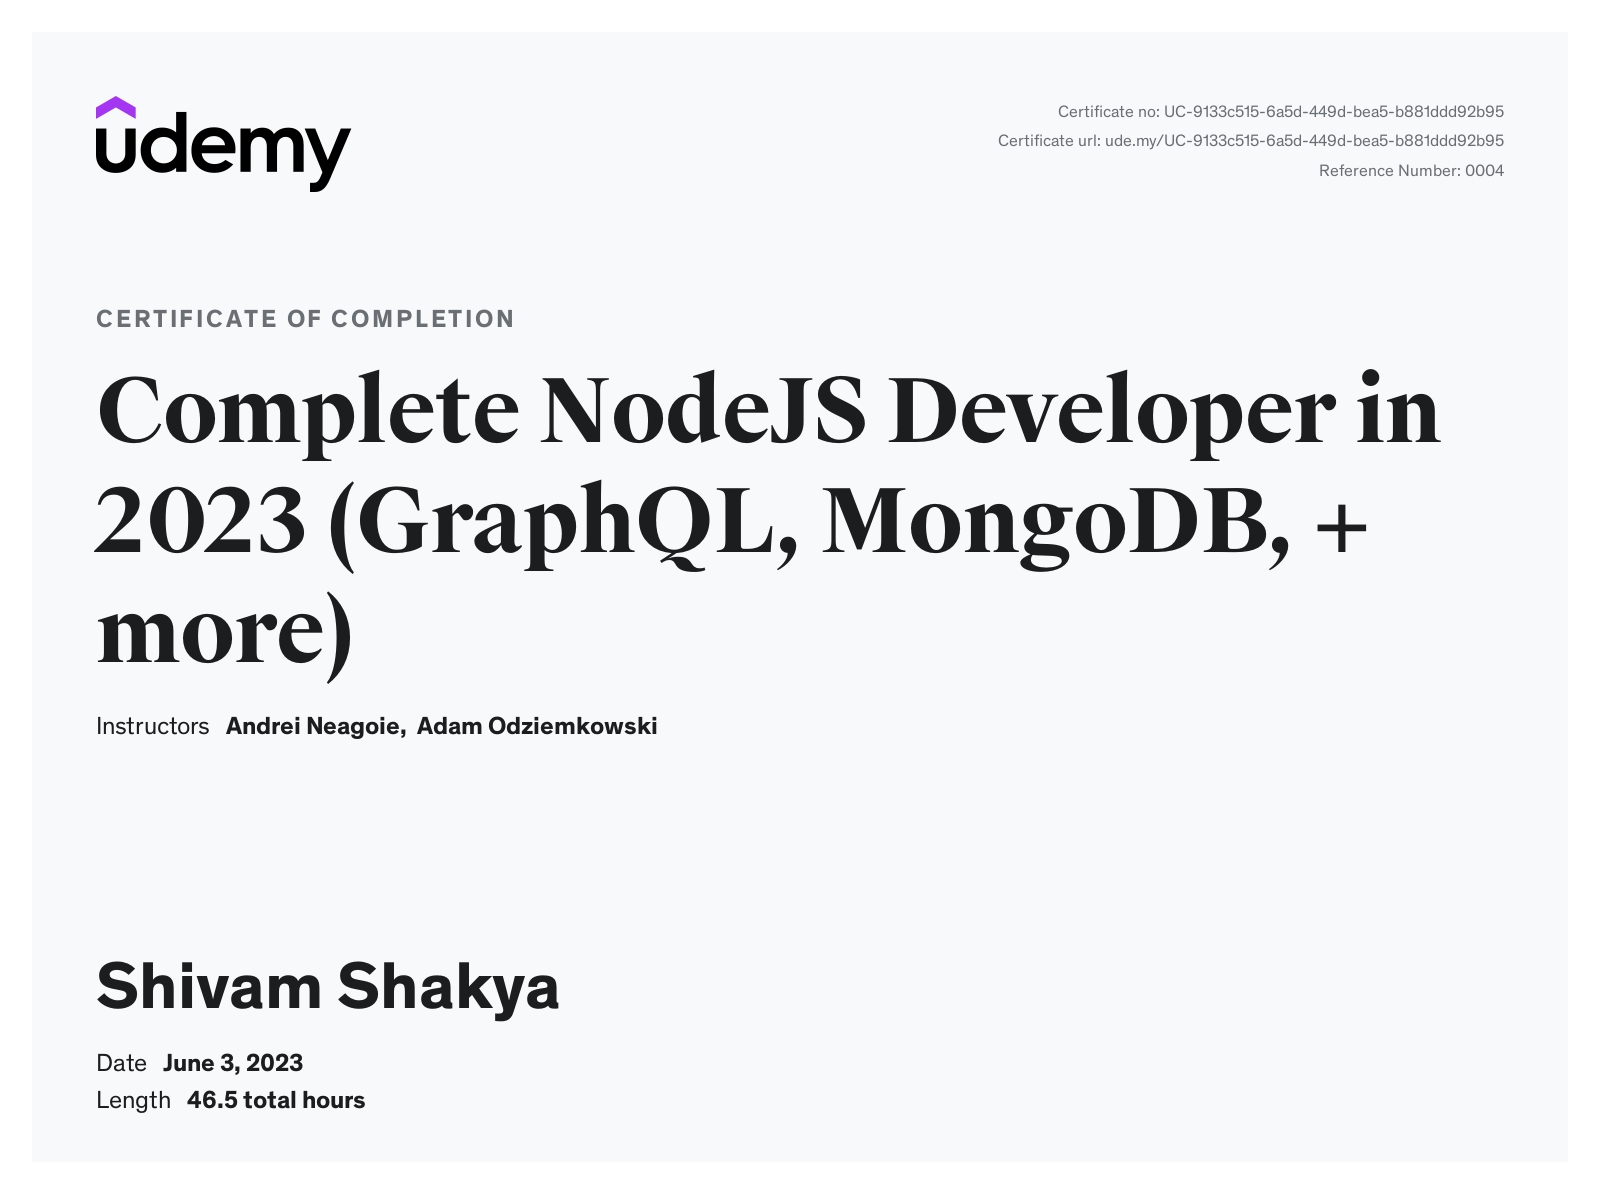 udemy
Certificate no: UC-9133c515-6a5d-449d-bea5-b881ddd92b95
Certificate url: ude.my/UC-9133c515-6a5d-449d-bea5-b881ddd92b95
Reference Number: 0004
CERTIFICATE OF COMPLETION
Complete NodeJS Developer in
2023 (GraphQL, MongoDB, +
more)
Instructors Andrei Neagoie, Adam Odziemkowski
Shivam Shakya
Date June 3, 2023
Length 46.5 total hours